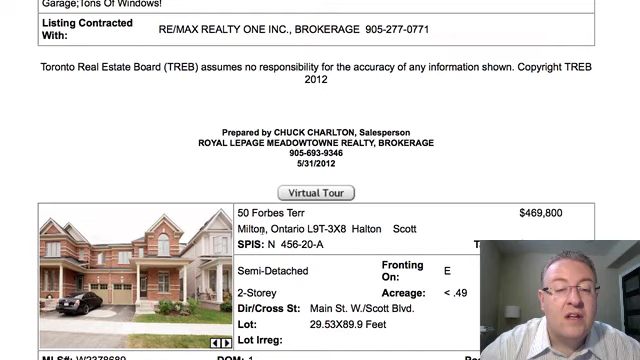 Garage;Tons Of Windows!
Listing Contracted With: RE/MAX REALTY ONE INC., BROKERAGE 905-277-0771
Toronto Real Estate Board (TREB) assumes no responsibility for the accuracy of any information shown. Copyright TREB
2012
Prepared by CHUCK CHARLTON, Salesperson
ROYAL LEPAGE MEADOWTOWNE REALTY, BROKERAGE
905-693-9346
5/31/2012
Virtual Tour
50 Forbes Terr $469,800
Milton, Ontario L9T-3X8 Halton Scott
SPIS: N 456-20-A
Semi-Detached Fronting On: E
2-Storey Acreage: < .49
Dir/Cross St: Main St. W./Scott Blvd.
Lot: 29.53X89.9 Feet
Lot Irreg:
MLS#: W2378680 DOM: 1